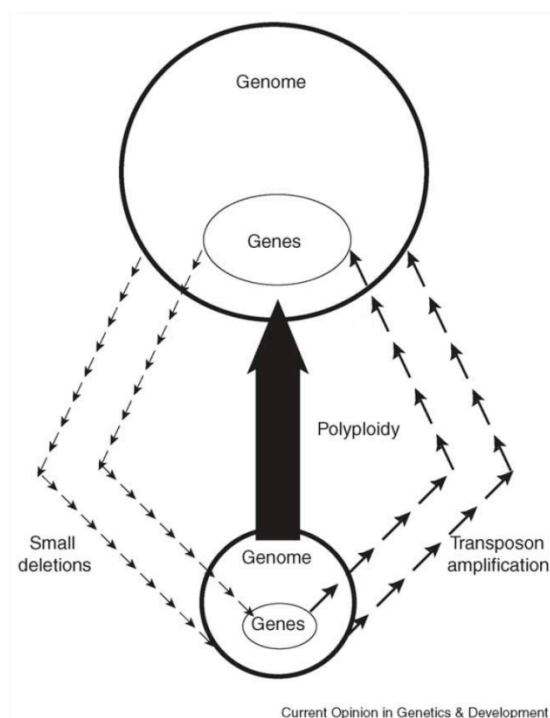 Genome
Genes
Polyploidy
Small
deletions
Genome
Transposon
amplification
Genes
Current Opinion in Genetics & Development